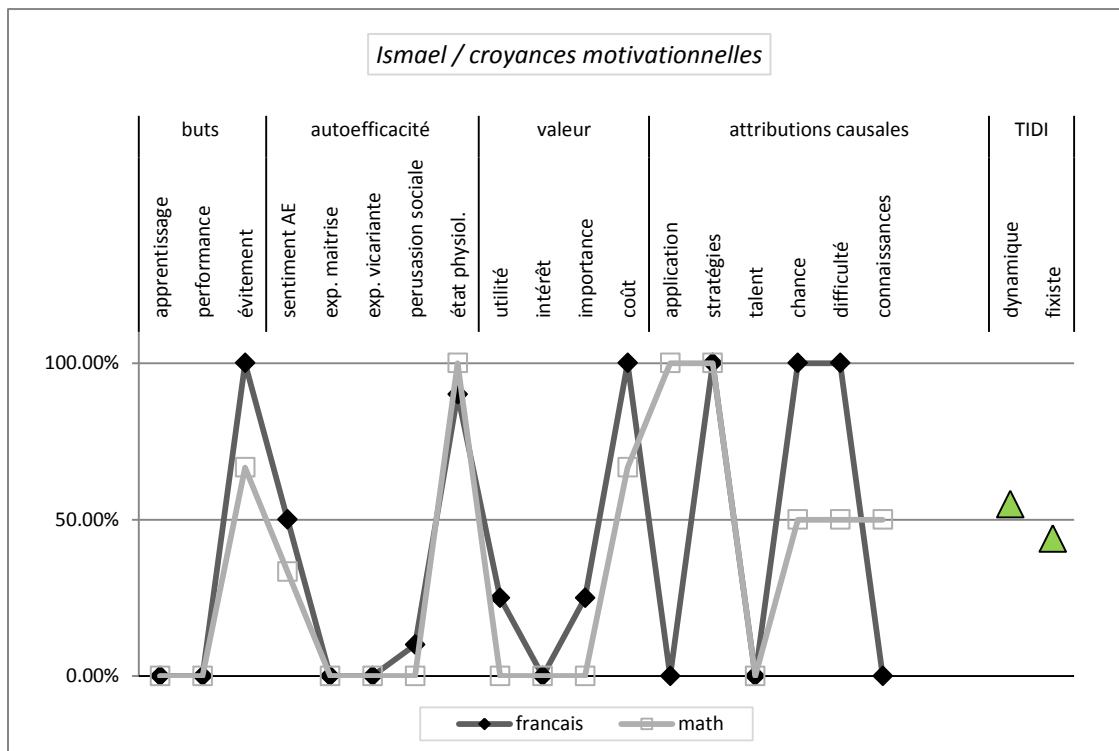 Ismael / croyances motivationnelles
buts autoefficacité valeur attributions causales TIDI
apprentissage
performance
évitement
sentiment AE
exp. maitrise
exp. vicariante
perusasion sociale
état physiol.
utilité
intérêt
importance
coût
application
stratégies
talent
chance
difficulté
connaissances
dynamique
fixiste
100.00%
50.00%
0.00%
francais math